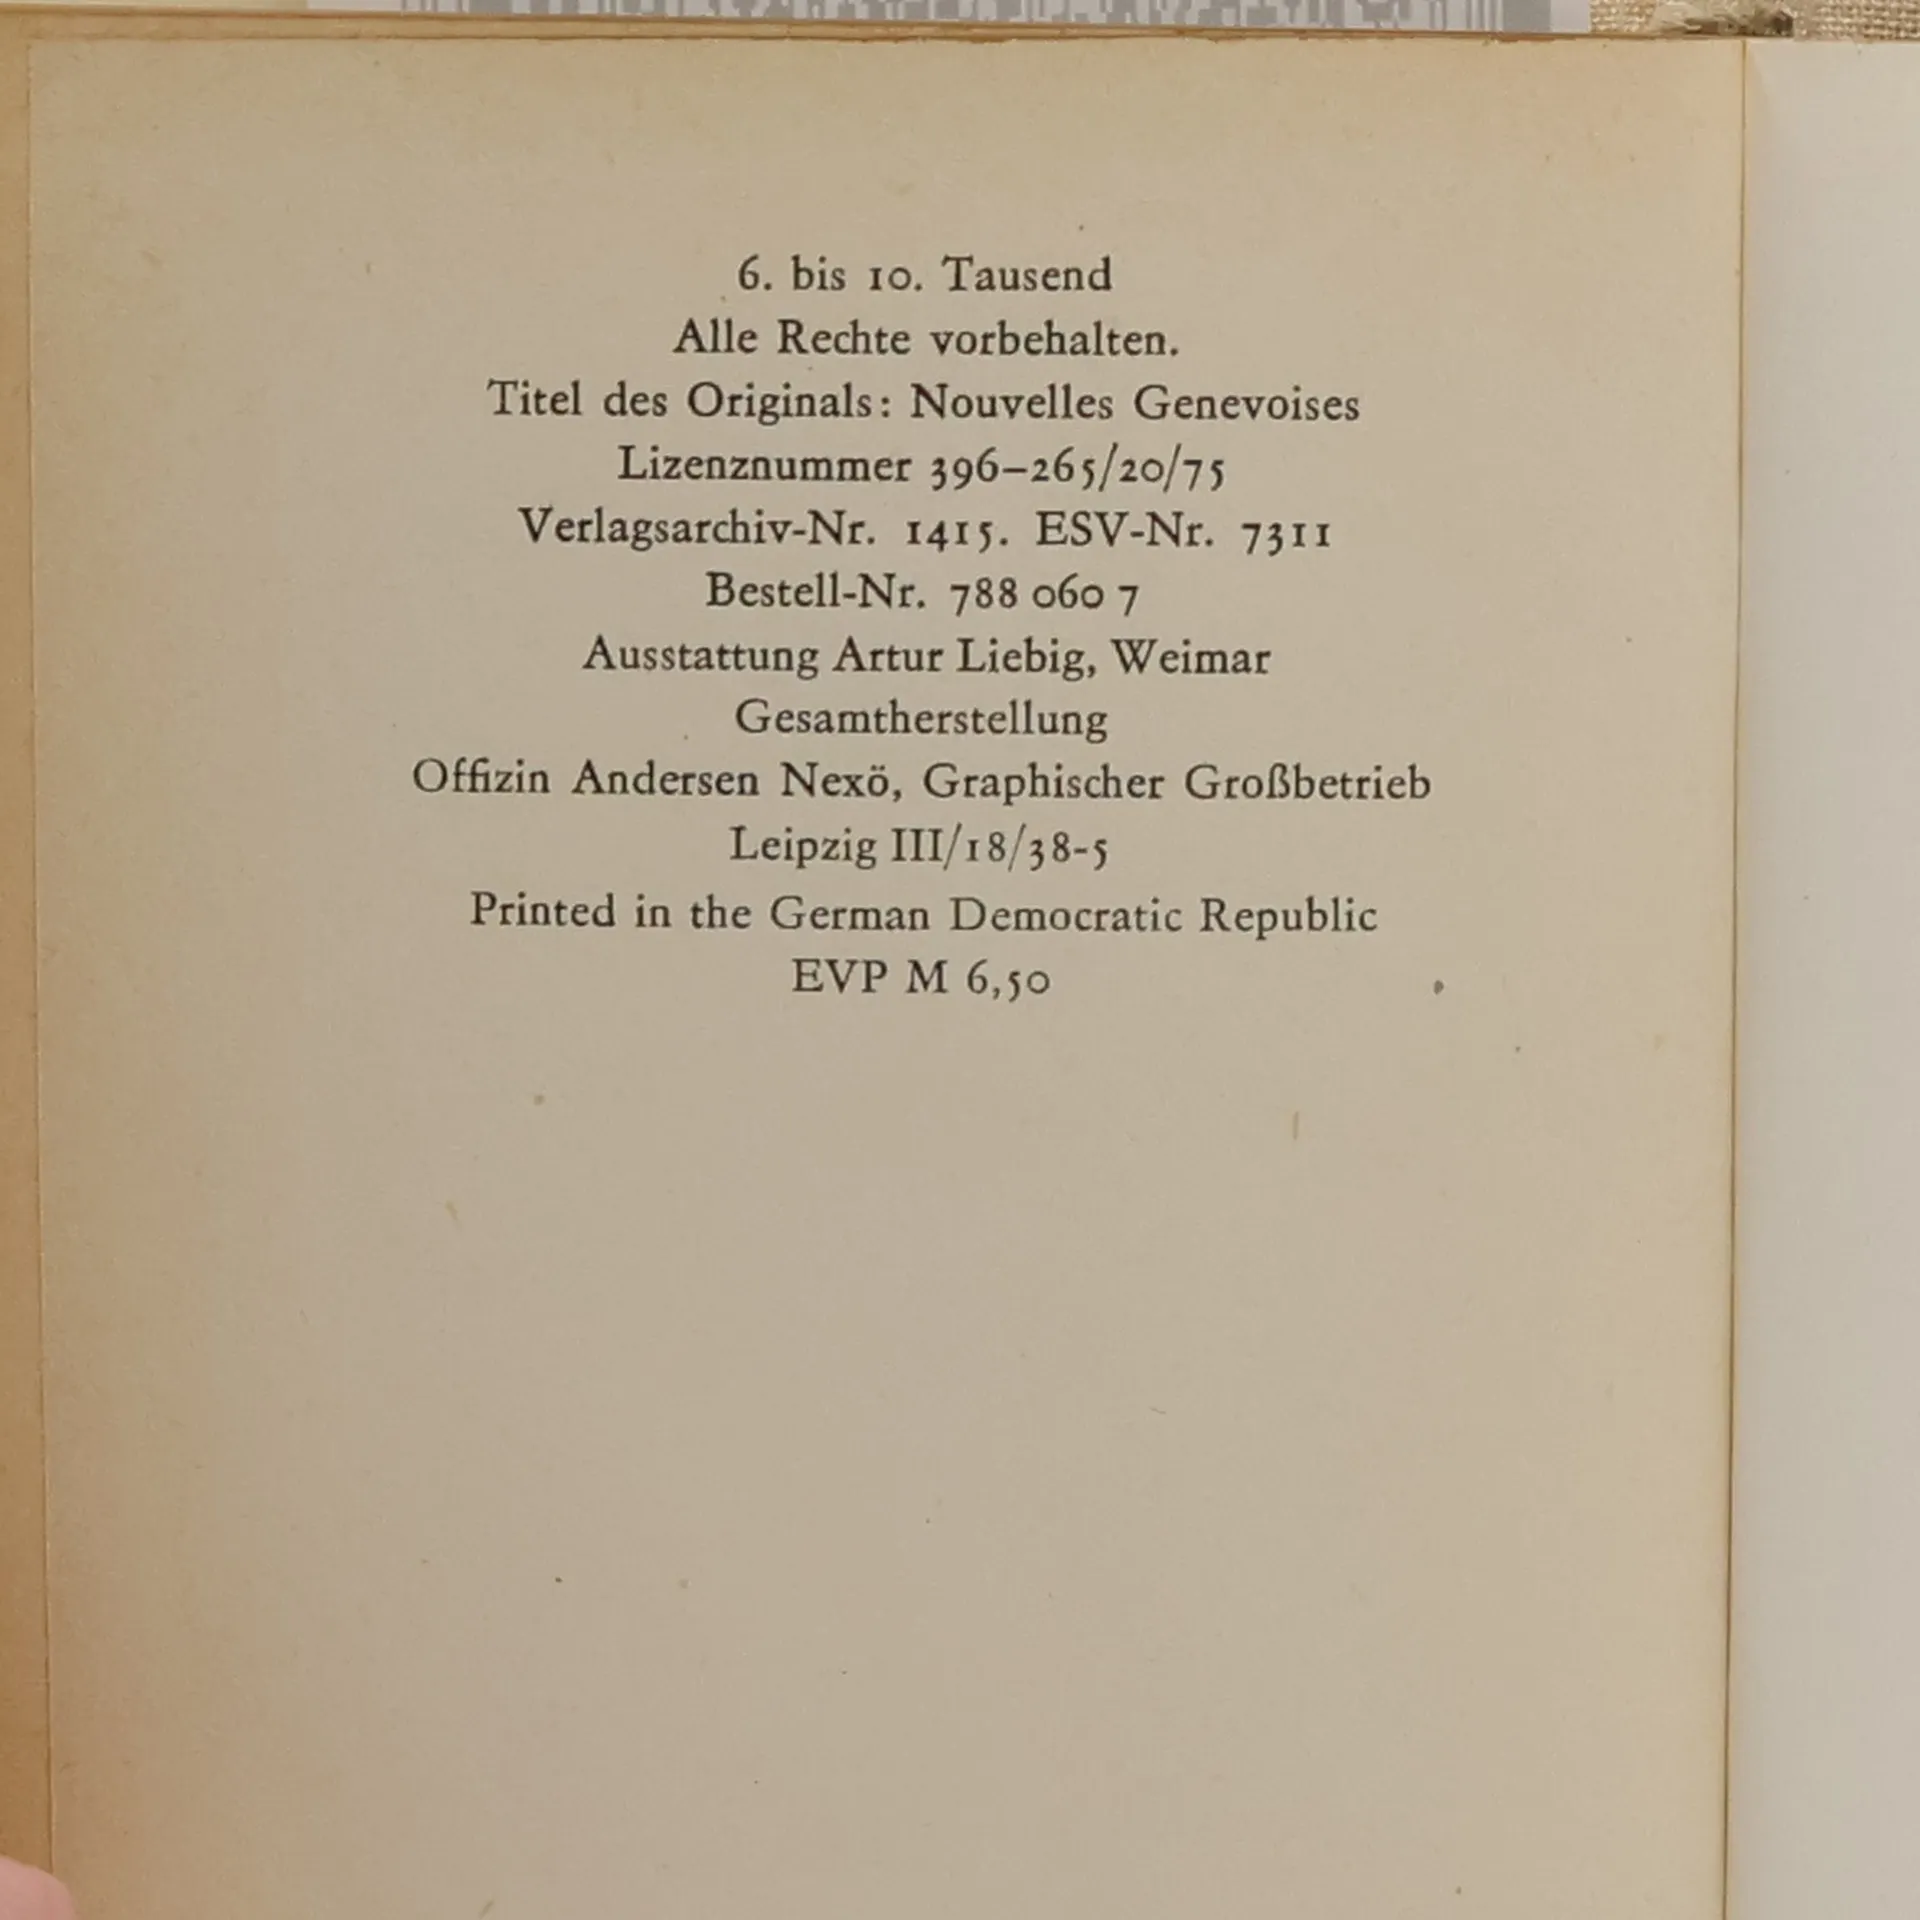 6. bis 10. Tausend
Alle Rechte vorbehalten.
Titel des Originals: Nouvelles Genevoises
Lizenznummer 396–265/20/75
Verlagsarchiv-Nr. 1415. ESV-Nr. 7311
Bestell-Nr. 788 060 7
Ausstattung Artur Liebig, Weimar
Gesamtherstellung
Offizin Andersen Nexö, Graphischer Großbetrieb
Leipzig III/18/38-5
Printed in the German Democratic Republic
EVP M 6,50